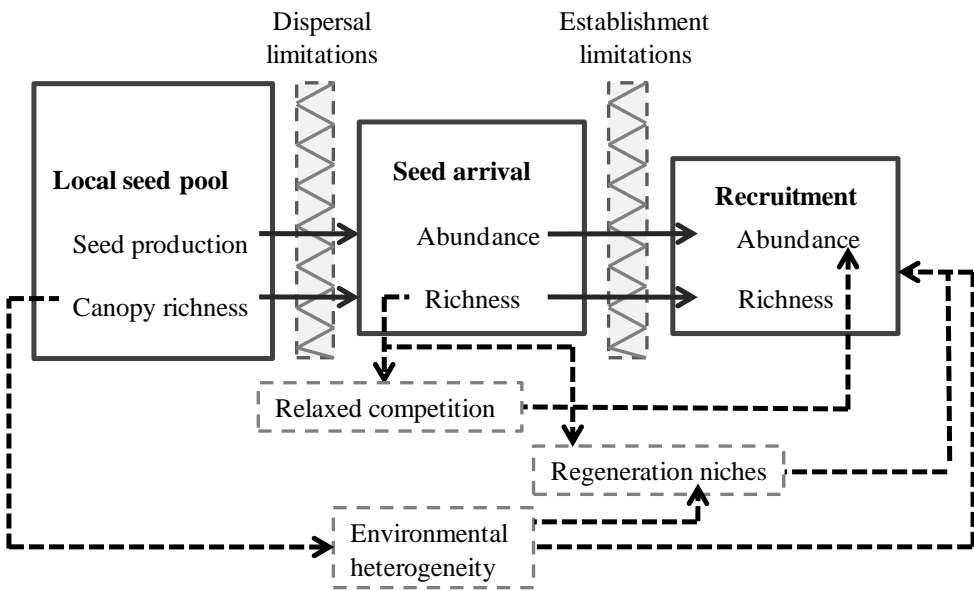 Dispersal
limitations
Establishment
limitations
Local seed pool
Seed production
Canopy richness
Seed arrival
Abundance
Richness
Recruitment
Abundance
Richness
Relaxed competition
Regeneration niches
Environmental
heterogeneity